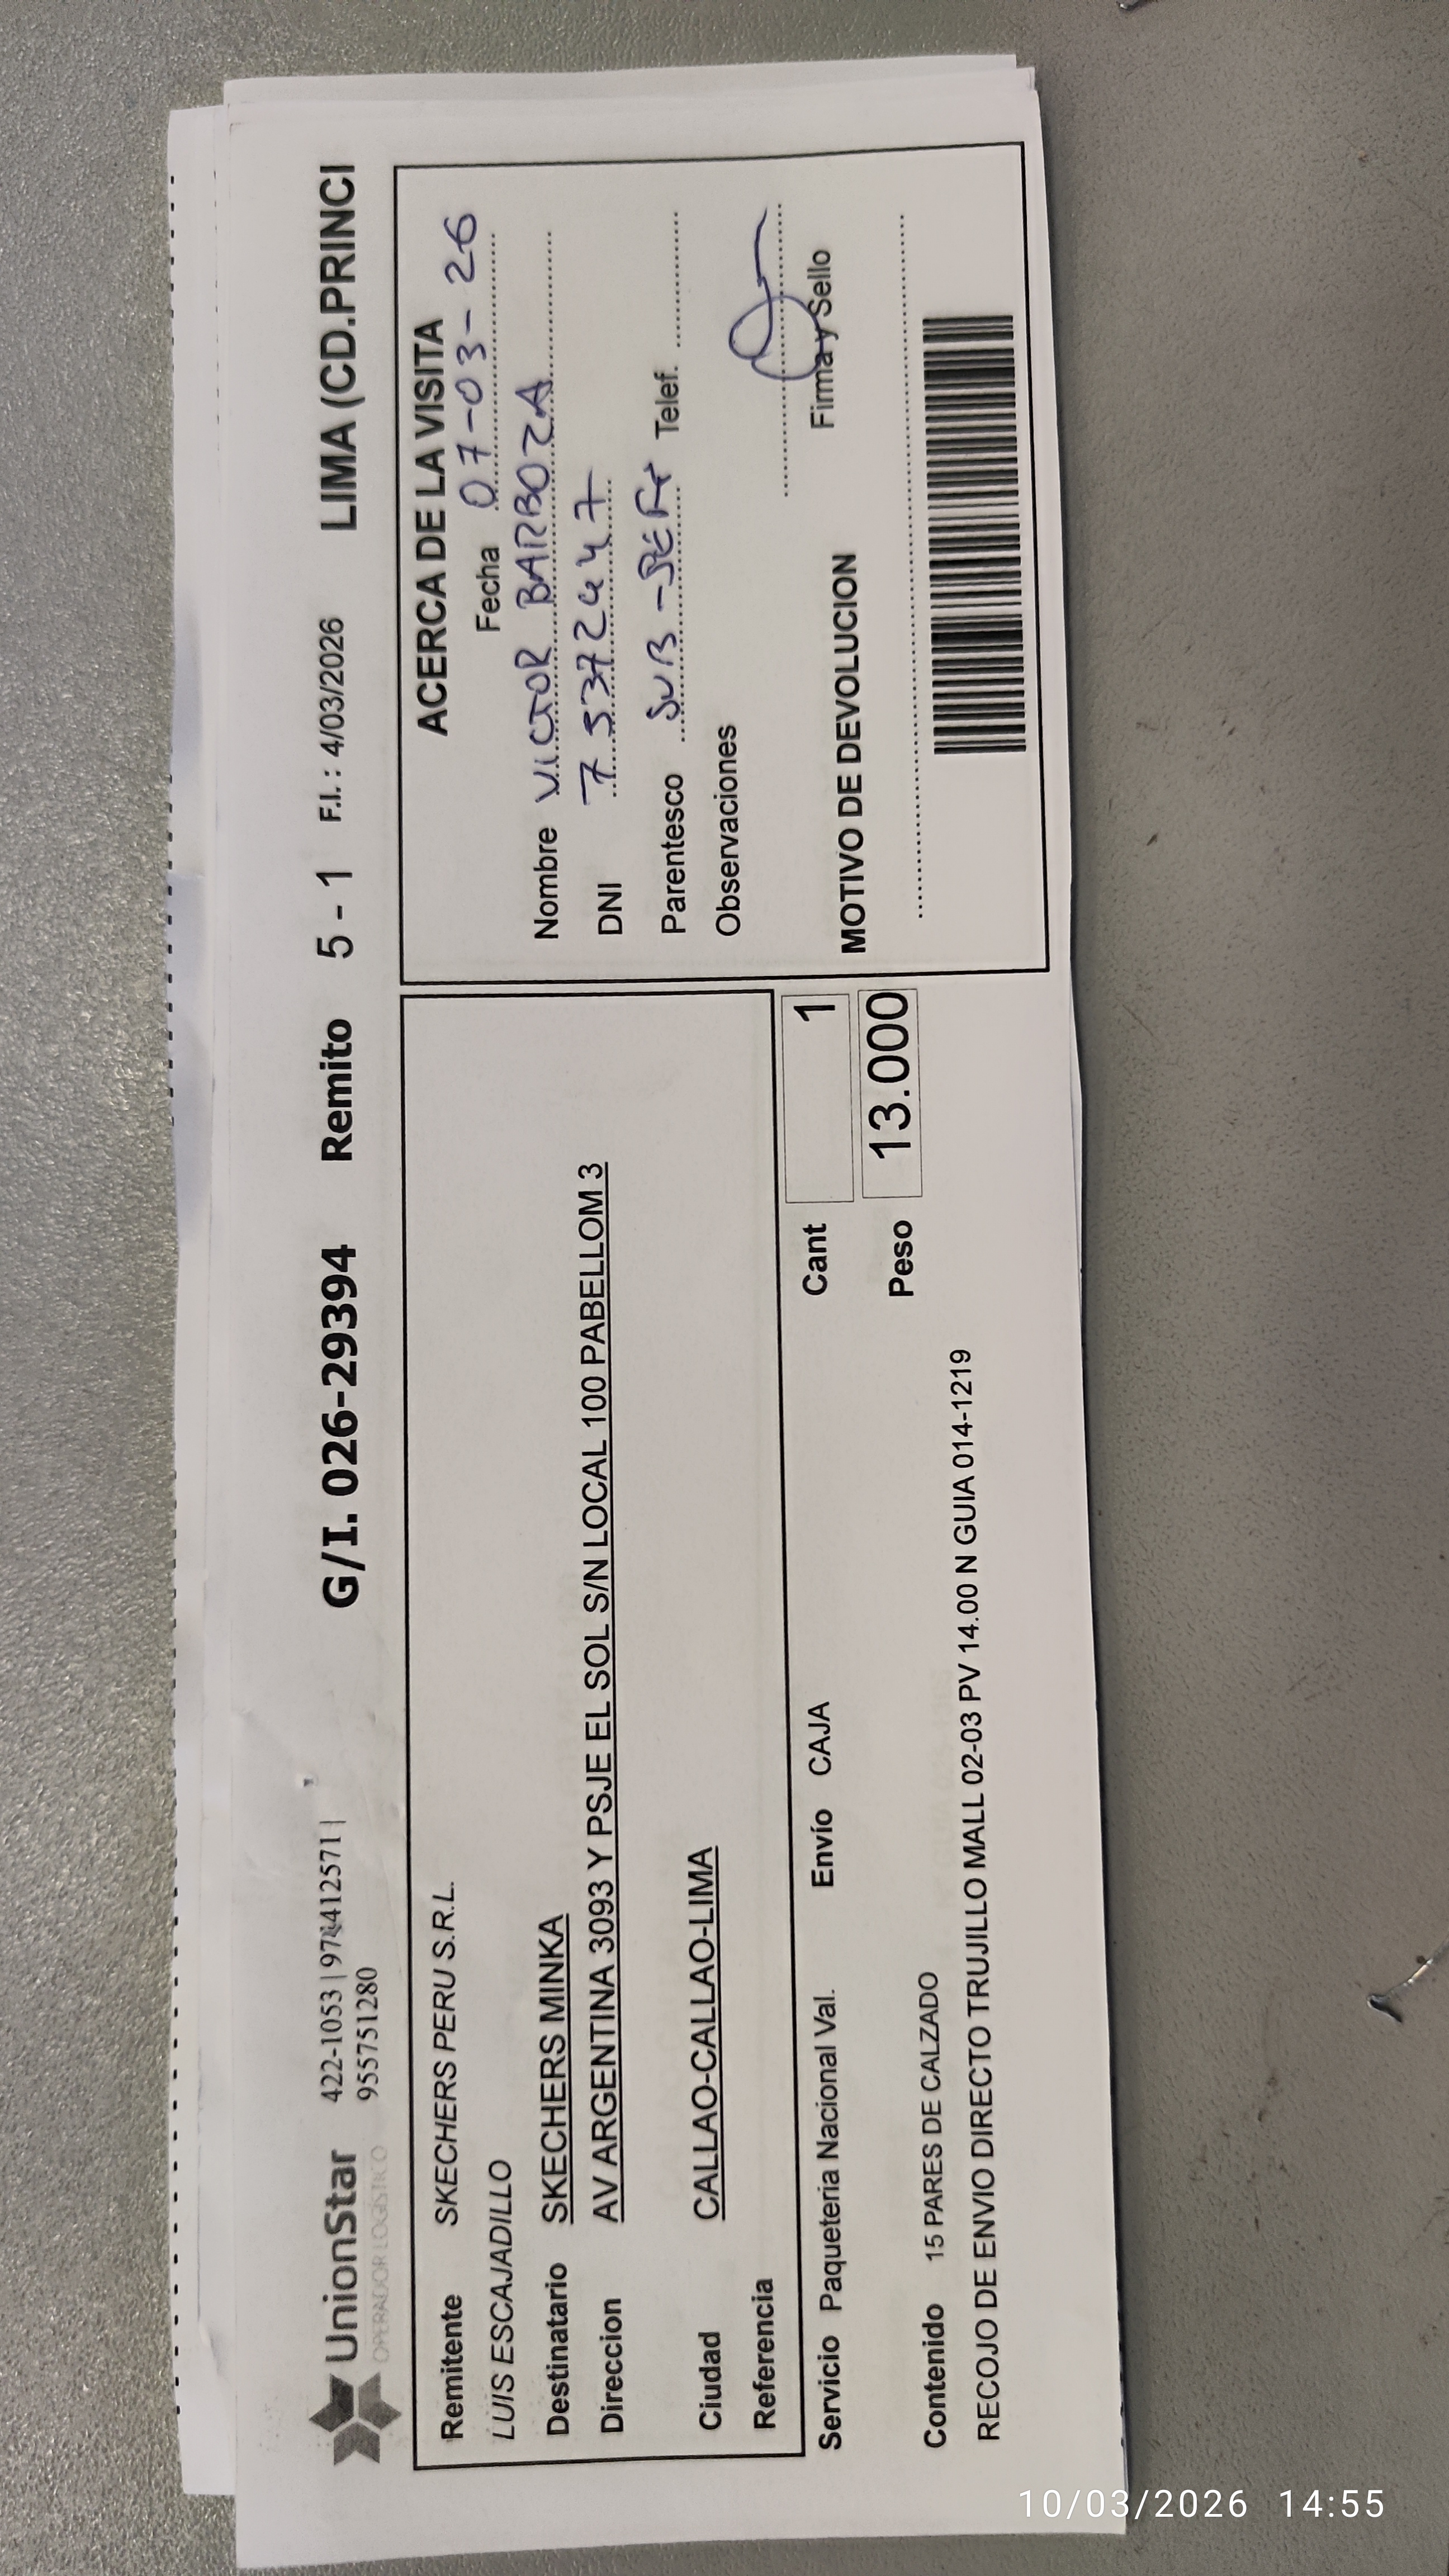 UnionStar
OPERADOR LOGÍSTICO
422-1053 | 974412571 |
955751280
G/I. 026-29394 Remito 5 - 1 F.I. : 4/03/2026 LIMA (CD.PRINCI
Remitente SKECHERS PERU S.R.L.
LUIS ESCAJADILLO
Destinatario SKECHERS MINKA
Direccion AV ARGENTINA 3093 Y PSJE EL SOL S/N LOCAL 100 PABELLOM 3
Ciudad CALLAO-CALLAO-LIMA
Referencia
Servicio Paqueteria Nacional Val. Envío CAJA Cant 1
Peso 13.000
Contenido 15 PARES DE CALZADO
RECOJO DE ENVIO DIRECTO TRUJILLO MALL 02-03 PV 14.00 N GUIA 014-1219
ACERCA DE LA VISITA
Fecha 07-03-26
Nombre VICTOR BARBOZA
DNI
Parentesco SUB-JEFE Telef.
Observaciones
Firma y Sello
MOTIVO DE DEVOLUCION
10/03/2026 14:55